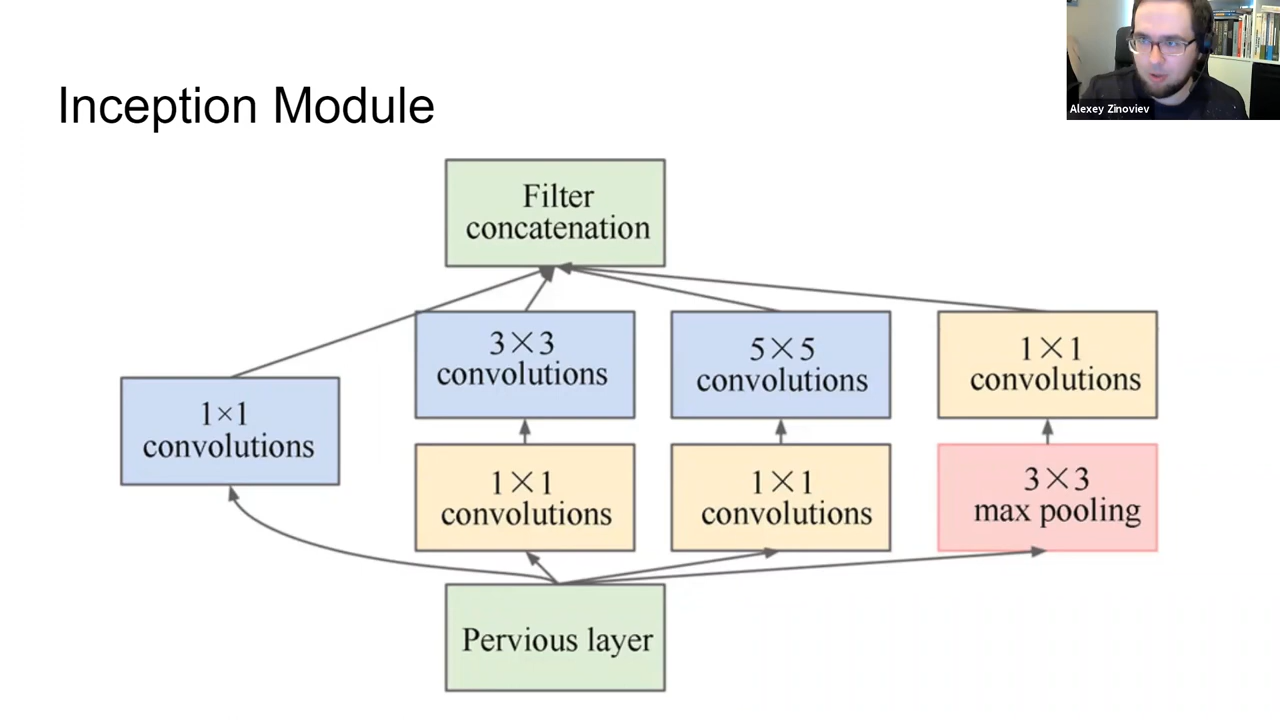 Alexey Zinoviev
Inception Module
Filter
concatenation
1×1
convolutions
3×3
convolutions
5×5
convolutions
1×1
convolutions
1×1
convolutions
1×1
convolutions
3×3
max pooling
Pervious layer